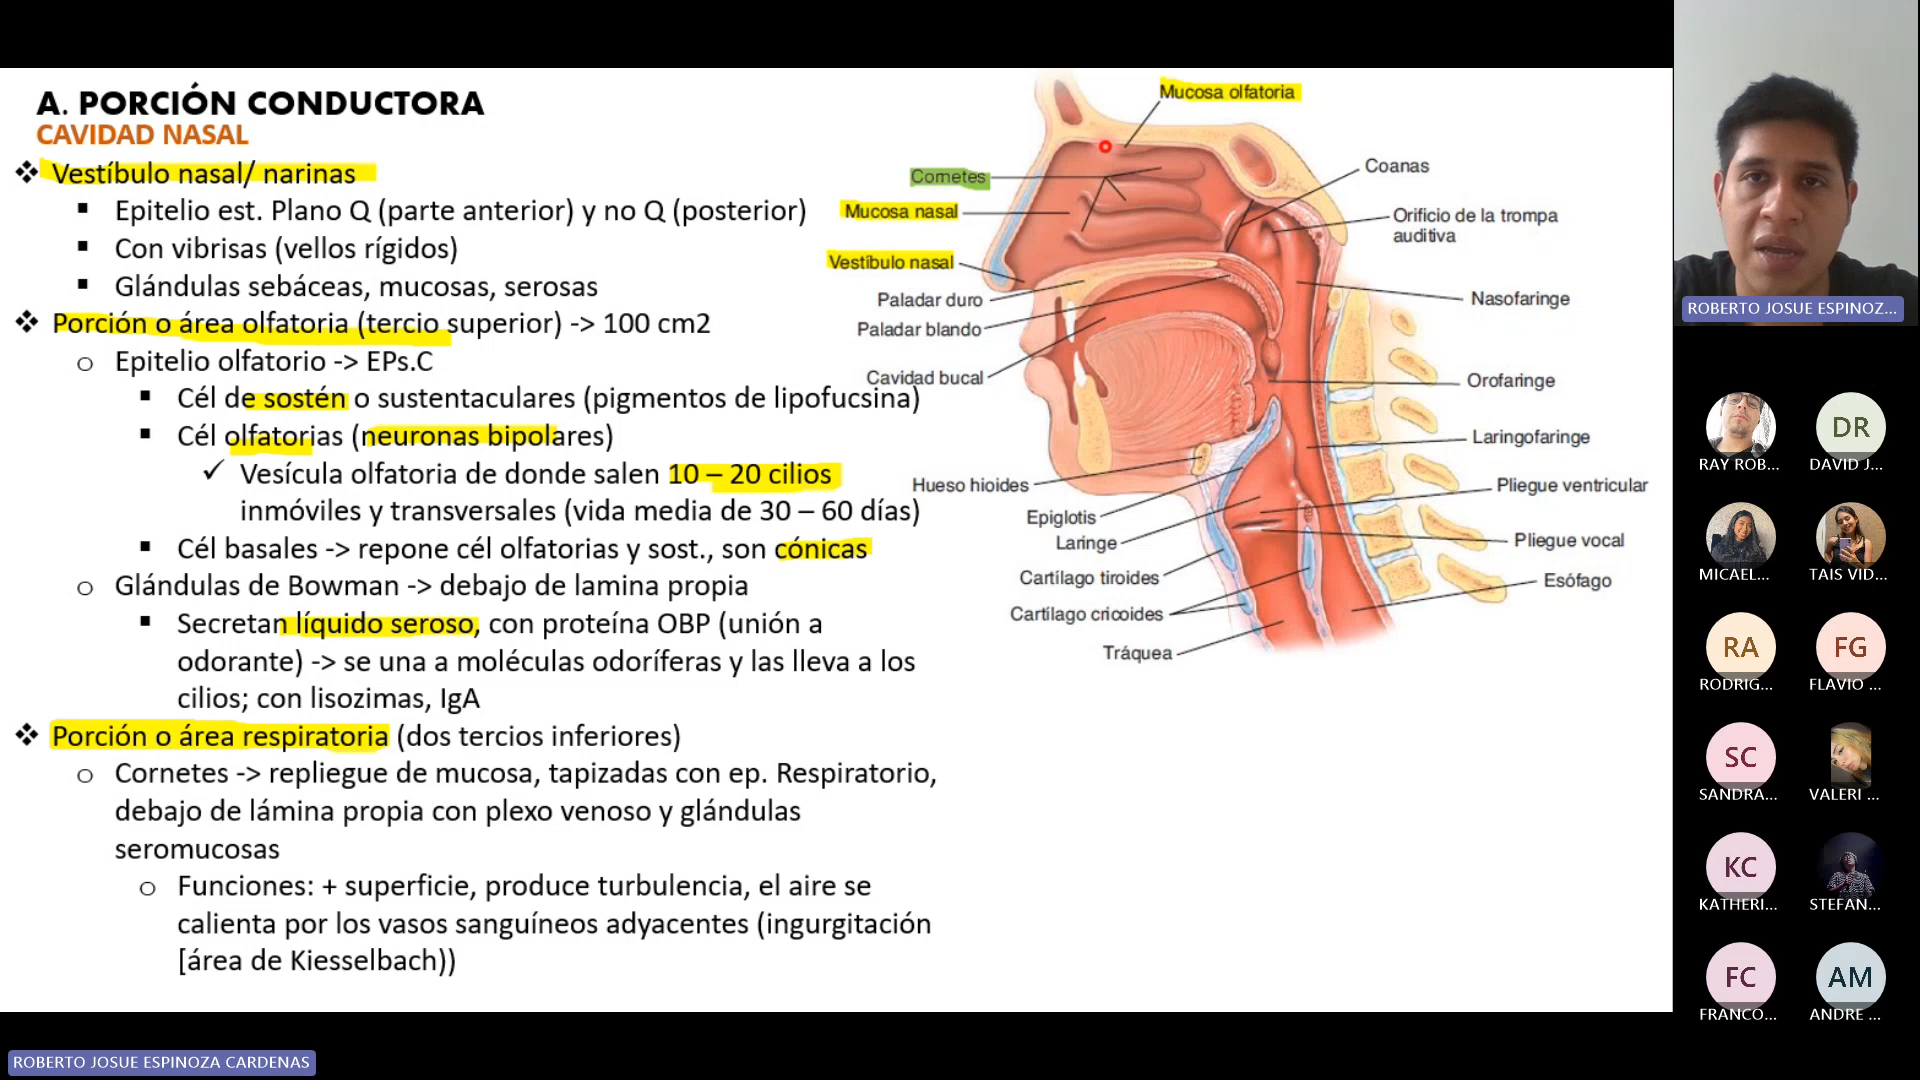 A. PORCIÓN CONDUCTORA
CAVIDAD NASAL
❖ Vestíbulo nasal/ narinas
▪ Epitelio est. Plano Q (parte anterior) y no Q (posterior)
▪ Con vibrisas (vellos rígidos)
▪ Glándulas sebáceas, mucosas, serosas
❖ Porción o área olfatoria (tercio superior) -> 100 cm2
o Epitelio olfatorio -> EPs.C
▪ Cél de sostén o sustentaculares (pigmentos de lipofucsina)
▪ Cél olfatorias (neuronas bipolares)
✓ Vesícula olfatoria de donde salen 10 – 20 cilios
inmóviles y transversales (vida media de 30 – 60 días)
▪ Cél basales -> repone cél olfatorias y sost., son cónicas
o Glándulas de Bowman -> debajo de lamina propia
▪ Secretan líquido seroso, con proteína OBP (unión a
odorante) -> se una a moléculas odoríferas y las lleva a los
cilios; con lisozimas, IgA
❖ Porción o área respiratoria (dos tercios inferiores)
o Cornetes -> repliegue de mucosa, tapizadas con ep. Respiratorio,
debajo de lámina propia con plexo venoso y glándulas
seromucosas
o Funciones: + superficie, produce turbulencia, el aire se
calienta por los vasos sanguíneos adyacentes (ingurgitación
[área de Kiesselbach))
Mucosa olfatoria
Cornetes
Mucosa nasal
Vestíbulo nasal
Paladar duro
Paladar blando
Cavidad bucal
Hueso hioides
Epiglotis
Laringe
Cartílago tiroides
Cartílago cricoides
Tráquea
Coanas
Orificio de la trompa
auditiva
Nasofaringe
Orofaringe
Laringofaringe
Pliegue ventricular
Pliegue vocal
Esófago
ROBERTO JOSUE ESPINOZ...
RAY ROB...
DR
DAVID J...
MICAEL...
TAIS VID...
RA
RODRIG...
FG
FLAVIO ...
SC
SANDRA...
VALERI ...
KC
KATHERI...
STEFAN...
FC
FRANCO...
AM
ANDRE ...
ROBERTO JOSUE ESPINOZA CARDENAS